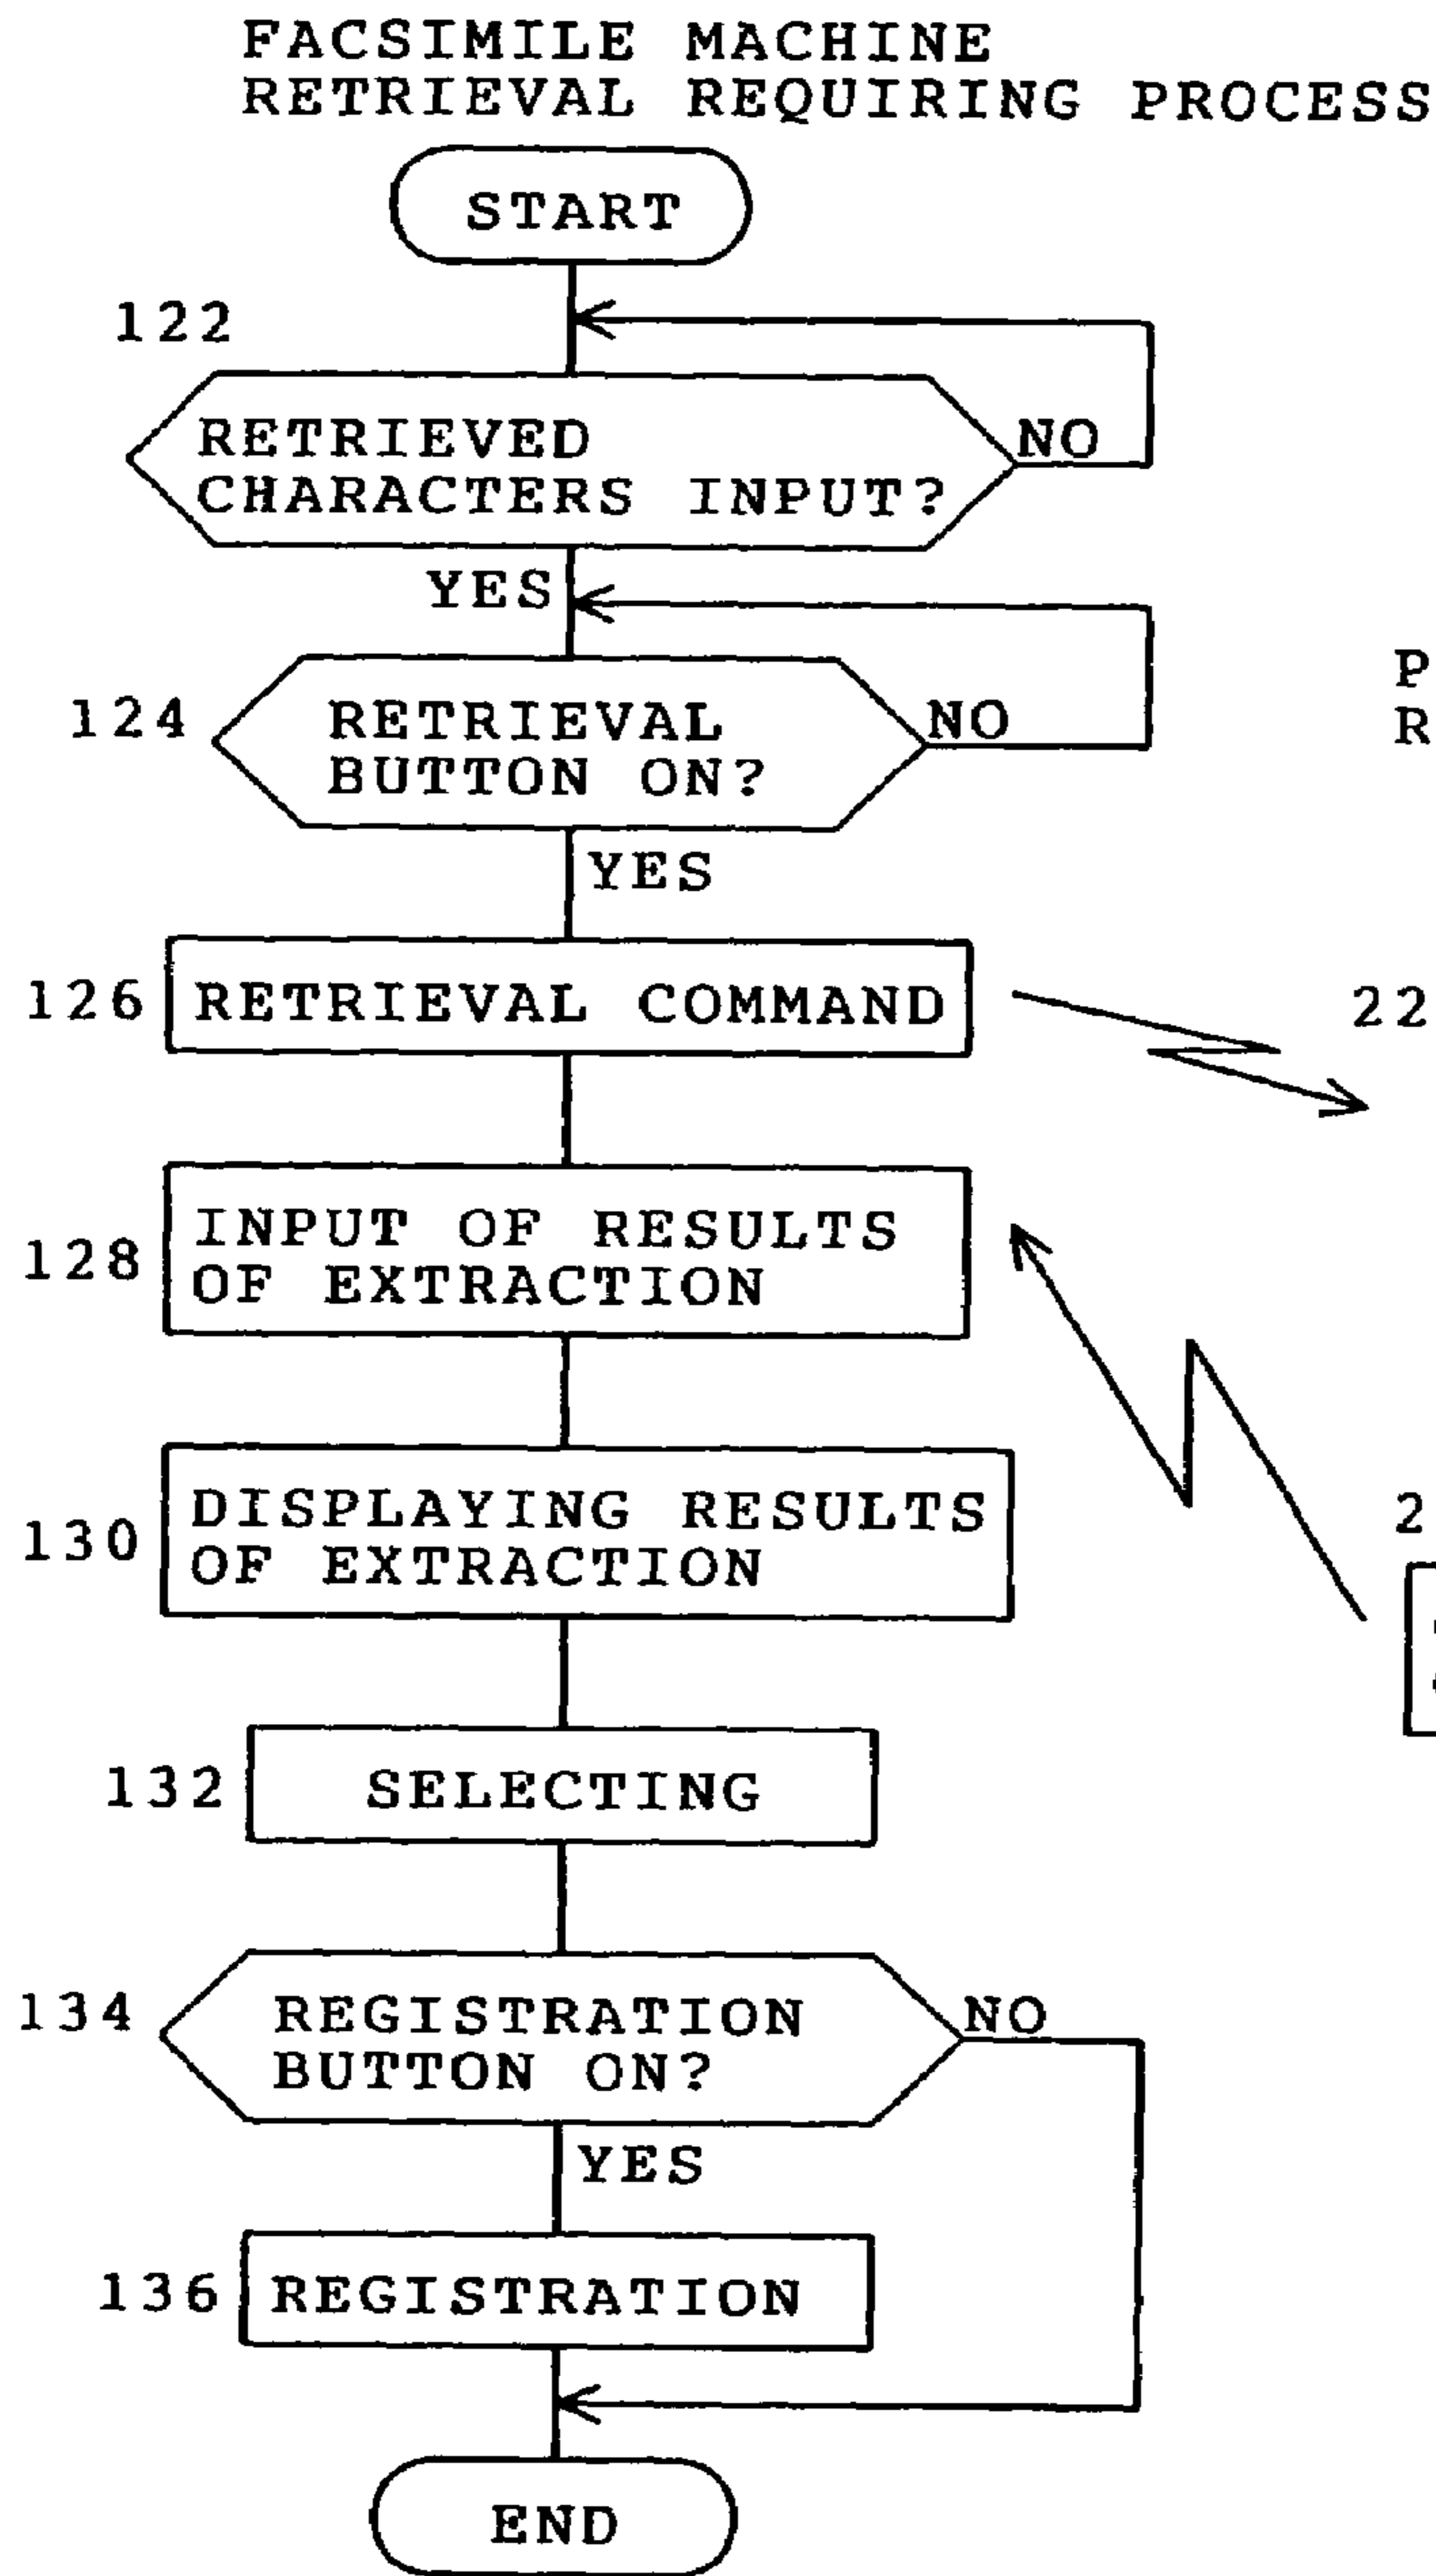 FACSIMILE MACHINE
RETRIEVAL REQUIRING PROCESS
START
122
RETRIEVED
CHARACTERS INPUT?
NO
YES
124
RETRIEVAL
BUTTON ON?
NO
YES
P
R
126
RETRIEVAL COMMAND
22
128
INPUT OF RESULTS
OF EXTRACTION
130
DISPLAYING RESULTS
OF EXTRACTION
2
132
SELECTING
134
REGISTRATION
BUTTON ON?
NO
YES
136
REGISTRATION
END